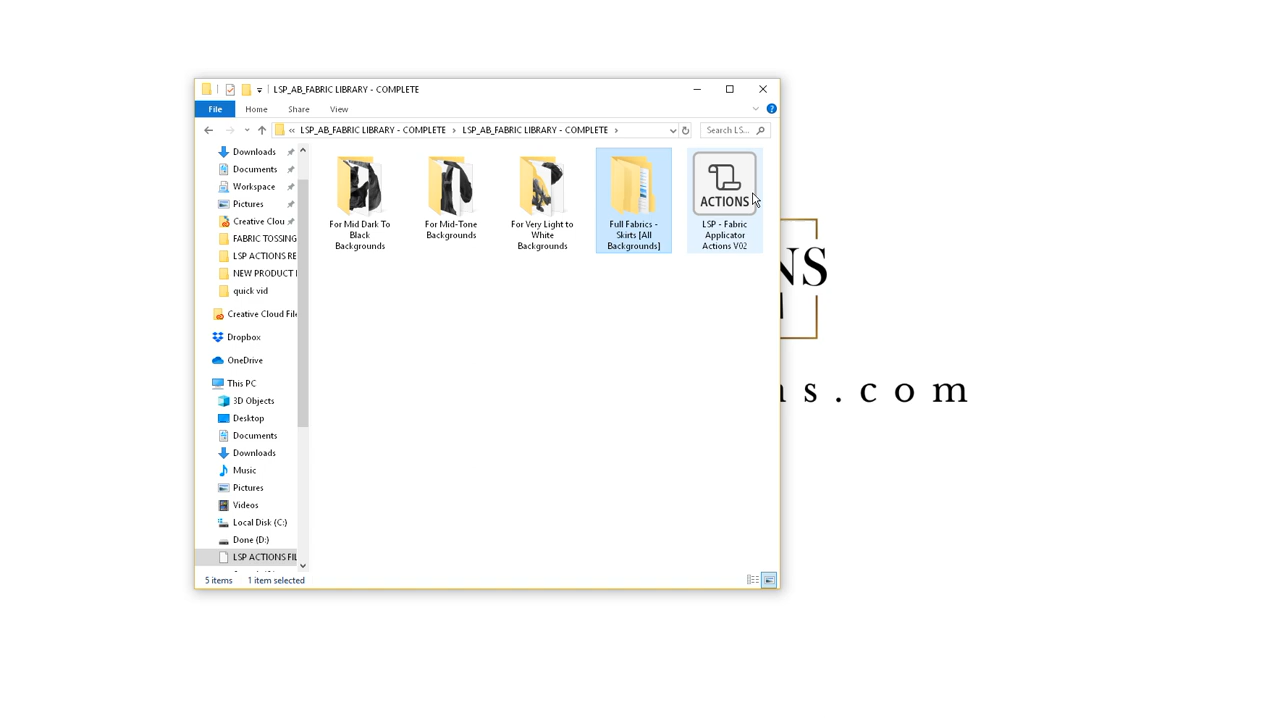 LSP_AB_FABRIC LIBRARY - COMPLETE
File Home Share View
« LSP_AB_FABRIC LIBRARY - COMPLETE > LSP_AB_FABRIC LIBRARY - COMPLETE >
Search LS...
Downloads
Documents
Workspace
Pictures
Creative Clou
FABRIC TOSSING
LSP ACTIONS RE
NEW PRODUCT
quick vid
Creative Cloud File
Dropbox
OneDrive
This PC
3D Objects
Desktop
Documents
Downloads
Music
Pictures
Videos
Local Disk (C:)
Done (D:)
LSP ACTIONS FIL
For Mid Dark To
Black
Backgrounds
For Mid-Tone
Backgrounds
For Very Light to
White
Backgrounds
Full Fabrics -
Skirts [All
Backgrounds]
ACTIONS
LSP - Fabric
Applicator
Actions V02
5 items 1 item selected
NS
s.com